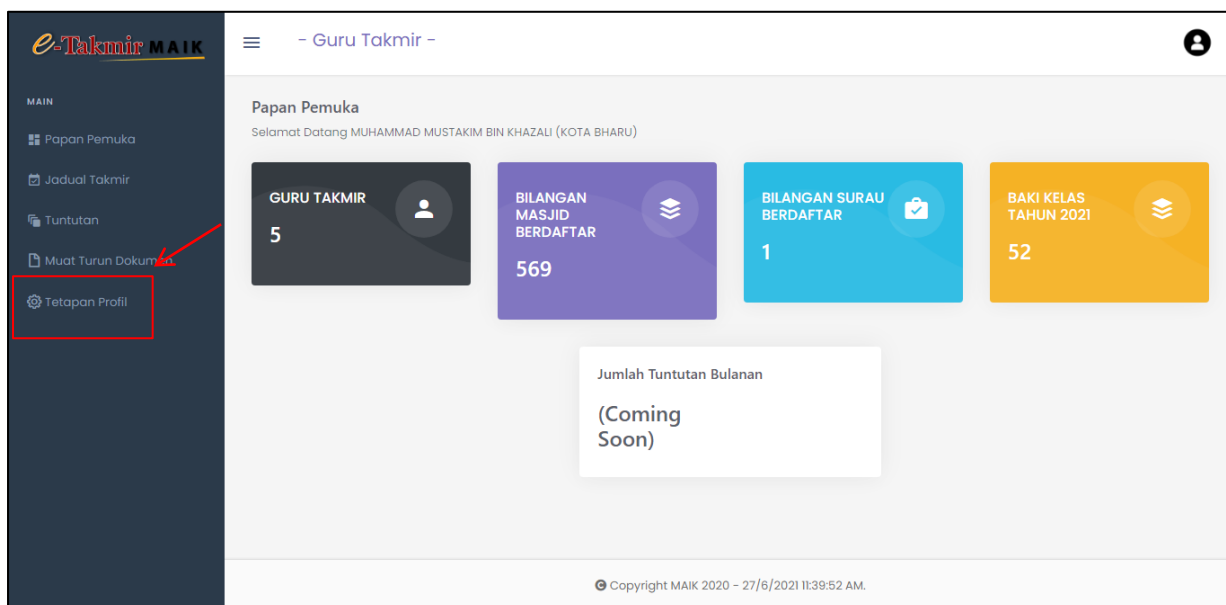 e-Takmir MAIK
- Guru Takmir -
MAIN
Papan Pemuka
Jadual Takmir
Tuntutan
Muat Turun Dokumen
Tetapan Profil
Papan Pemuka
Selamat Datang MUHAMMAD MUSTAKIM BIN KHAZALI (KOTA BHARU)
GURU TAKMIR
5
BILANGAN
MASJID
BERDAFTAR
569
BILANGAN SURAU
BERDAFTAR
1
BAKI KELAS
TAHUN 2021
52
Jumlah Tuntutan Bulanan
(Coming
Soon)
Copyright MAIK 2020 - 27/6/2021 11:39:52 AM.